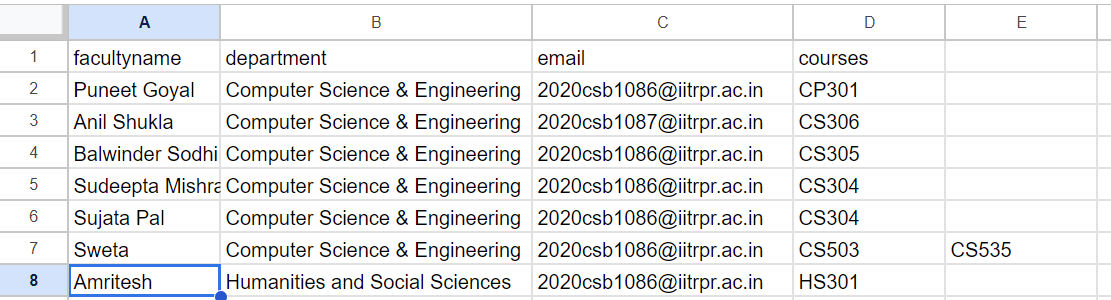 A B C D E
1 facultyname department email courses
2 Puneet Goyal Computer Science & Engineering 2020csb1086@iitrpr.ac.in CP301
3 Anil Shukla Computer Science & Engineering 2020csb1087@iitrpr.ac.in CS306
4 Balwinder Sodhi Computer Science & Engineering 2020csb1086@iitrpr.ac.in CS305
5 Sudeepta Mishra Computer Science & Engineering 2020csb1086@iitrpr.ac.in CS304
6 Sujata Pal Computer Science & Engineering 2020csb1086@iitrpr.ac.in CS304
7 Sweta Computer Science & Engineering 2020csb1086@iitrpr.ac.in CS503 CS535
8 Amritesh Humanities and Social Sciences 2020csb1086@iitrpr.ac.in HS301